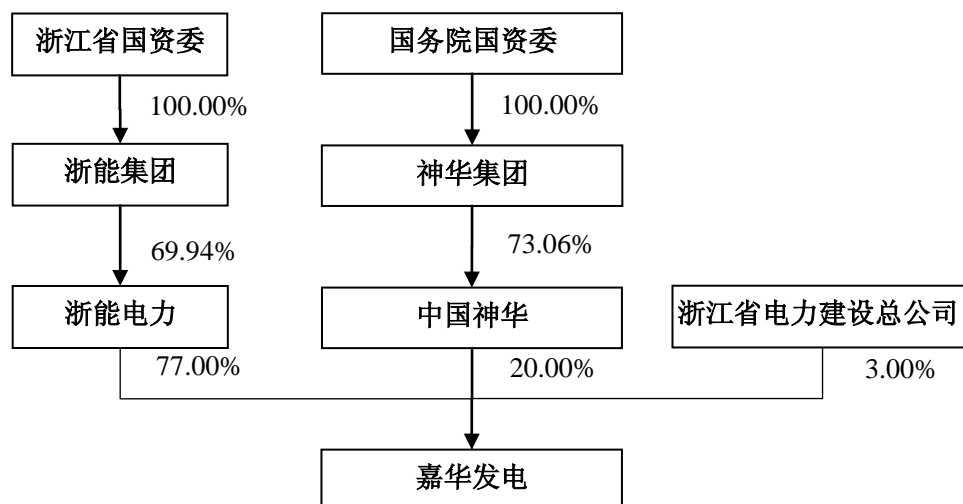 浙江省国资委
国务院国资委
100.00%
100.00%
浙能集团
神华集团
69.94%
73.06%
浙能电力
中国神华
浙江省电力建设总公司
77.00%
20.00%
3.00%
嘉华发电